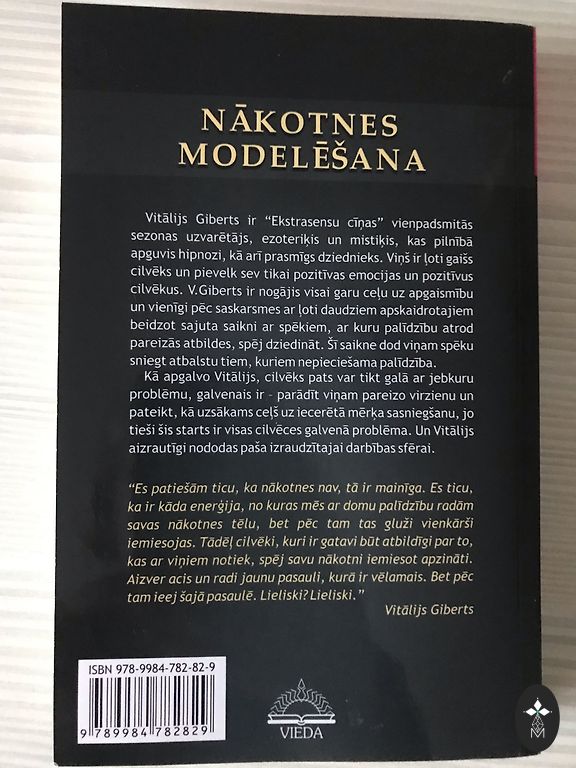 NĀKOTNES
MODELĒŠANA
Vitālijs Giberts ir “Ekstrasensu cīņas” vienpadsmitās
sezonas uzvarētājs, ezoteriķis un mistiķis, kas pilnībā
apguvis hipnozi, kā arī prasmīgs dziednieks. Viņš ir ļoti gaišs
cilvēks un pievelk sev tikai pozitīvas emocijas un pozitīvus
cilvēkus. V.Giberts ir nogājis visai garu ceļu uz apgaismību
un vienīgi pēc saskarsmes ar ļoti daudziem apskaidrotajiem
beidzot sajuta saikni ar spēkiem, ar kuru palīdzību atrod
pareizās atbildes, spēj dziedināt. Šī saikne dod viņam spēku
sniegt atbalstu tiem, kuriem nepieciešama palīdzība.
Kā apgalvo Vitālijs, cilvēks pats var tikt galā ar jebkuru
problēmu, galvenais ir - parādīt viņam pareizo virzienu un
pateikt, kā uzsākams ceļš uz iecerētā mērķa sasniegšanu, jo
tieši šis starts ir visas cilvēces galvenā problēma. Un Vitālijs
aizrautīgi nododas paša izraudzītajai darbības sfērai.
“Es patiešām ticu, ka nākotnes nav, tā ir mainīga. Es ticu,
ka ir kāda enerģija, no kuras mēs ar domu palīdzību radām
savas nākotnes tēlu, bet pēc tam tas gluži vienkārši
iemiesojas. Tādēļ cilvēki, kuri ir gatavi būt atbildīgi par to,
kas ar viņiem notiek, spēj savu nākotni iemiesot apzināti.
Aizver acis un radi jaunu pasauli, kurā ir vēlamais. Bet pēc
tam ieej šajā pasaulē. Lieliski? Lieliski.”
Vitālijs Giberts
ISBN 978-9984-782-82-9
9 789984 782829
VIEDA
M